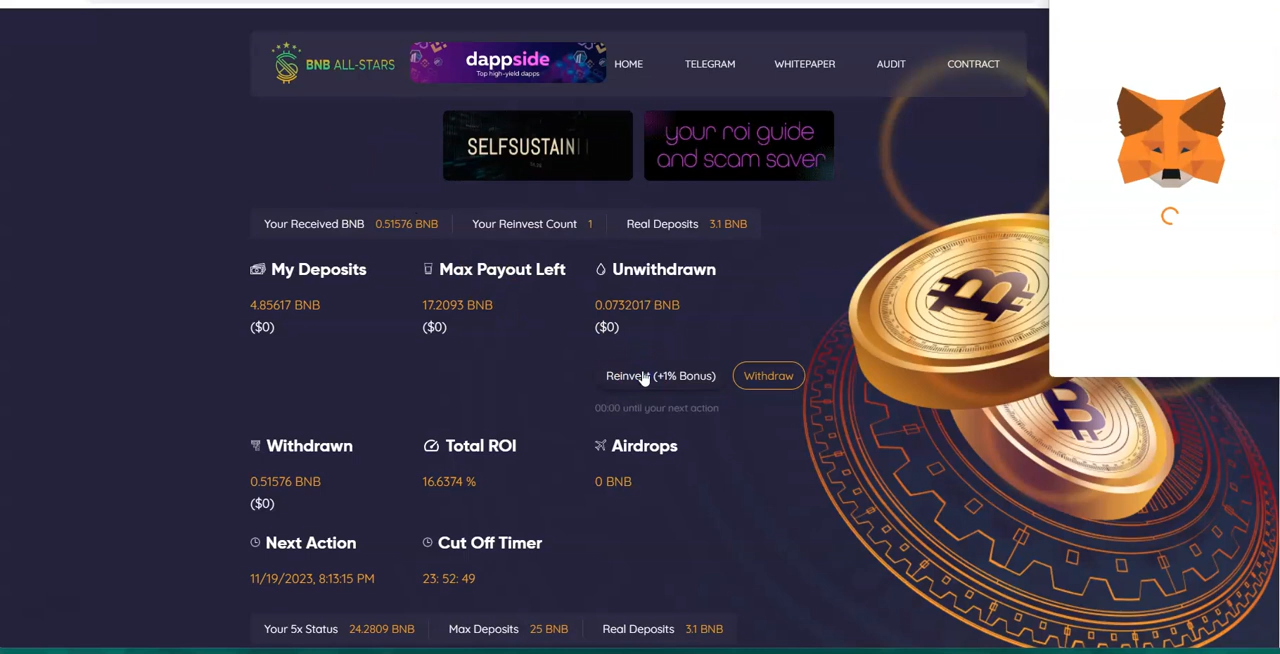 BNB ALL-STARS
dappside
Top high-yield dapps
HOME
TELEGRAM
WHITEPAPER
AUDIT
CONTRACT
SELFSUSTAIN
your roi guide
and scam saver
Your Received BNB 0.51576 BNB
Your Reinvest Count 1
Real Deposits 3.1 BNB
My Deposits
Max Payout Left
Unwithdrawn
4.85617 BNB
17.2093 BNB
0.0732017 BNB
($0)
($0)
($0)
Reinvest (+1% Bonus)
Withdraw
00:00 until your next action
Withdrawn
Total ROI
Airdrops
0.51576 BNB
16.6374 %
0 BNB
($0)
Next Action
Cut Off Timer
11/19/2023, 8:13:15 PM
23: 52: 49
Your 5x Status 24.2809 BNB
Max Deposits 25 BNB
Real Deposits 3.1 BNB